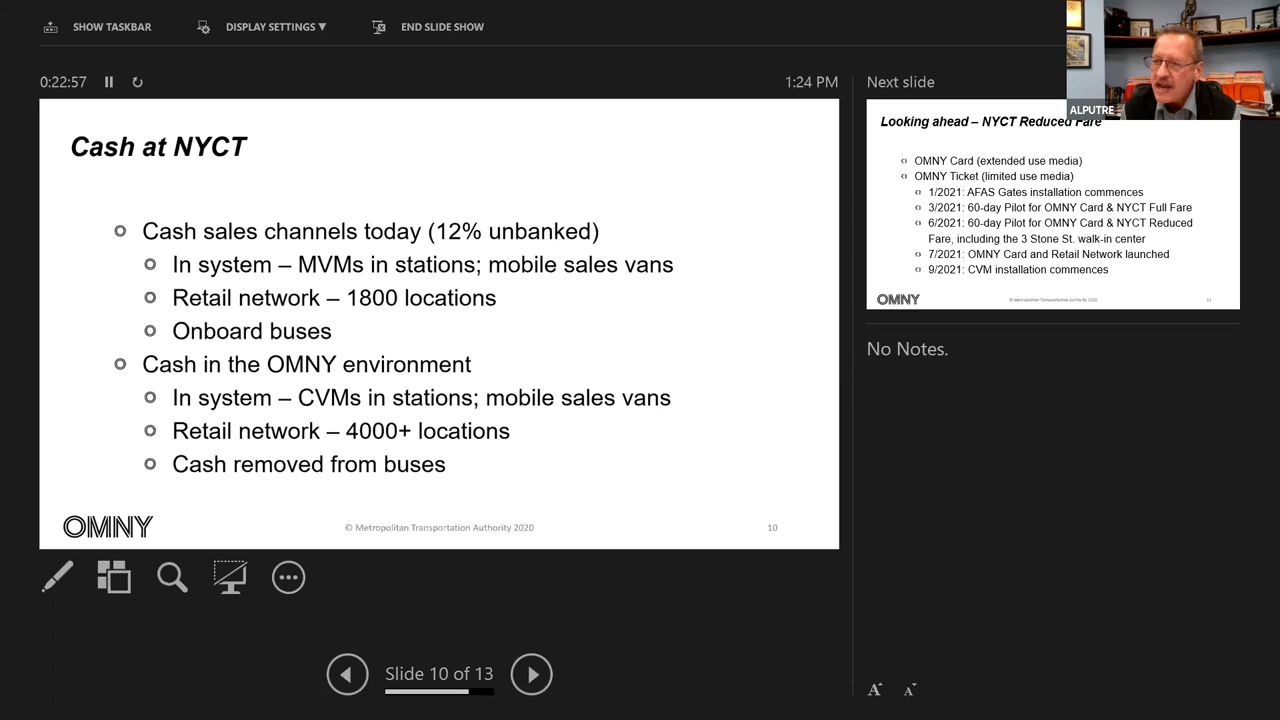 SHOW TASKBAR
DISPLAY SETTINGS ▼
END SLIDE SHOW
0:22:57
1:24 PM
Cash at NYCT
Cash sales channels today (12% unbanked)
In system – MVMs in stations; mobile sales vans
Retail network – 1800 locations
Onboard buses
Cash in the OMNY environment
In system – CVMs in stations; mobile sales vans
Retail network – 4000+ locations
Cash removed from buses
OMNY
© Metropolitan Transportation Authority 2020
10
Slide 10 of 13
Next slide
ALPUTRE
Looking ahead – NYCT Reduced Fare
OMNY Card (extended use media)
OMNY Ticket (limited use media)
1/2021: AFAS Gates installation commences
3/2021: 60-day Pilot for OMNY Card & NYCT Full Fare
6/2021: 60-day Pilot for OMNY Card & NYCT Reduced
Fare, including the 3 Stone St. walk-in center
7/2021: OMNY Card and Retail Network launched
9/2021: CVM installation commences
OMNY
© Metropolitan Transportation Authority 2020
11
No Notes.
A A